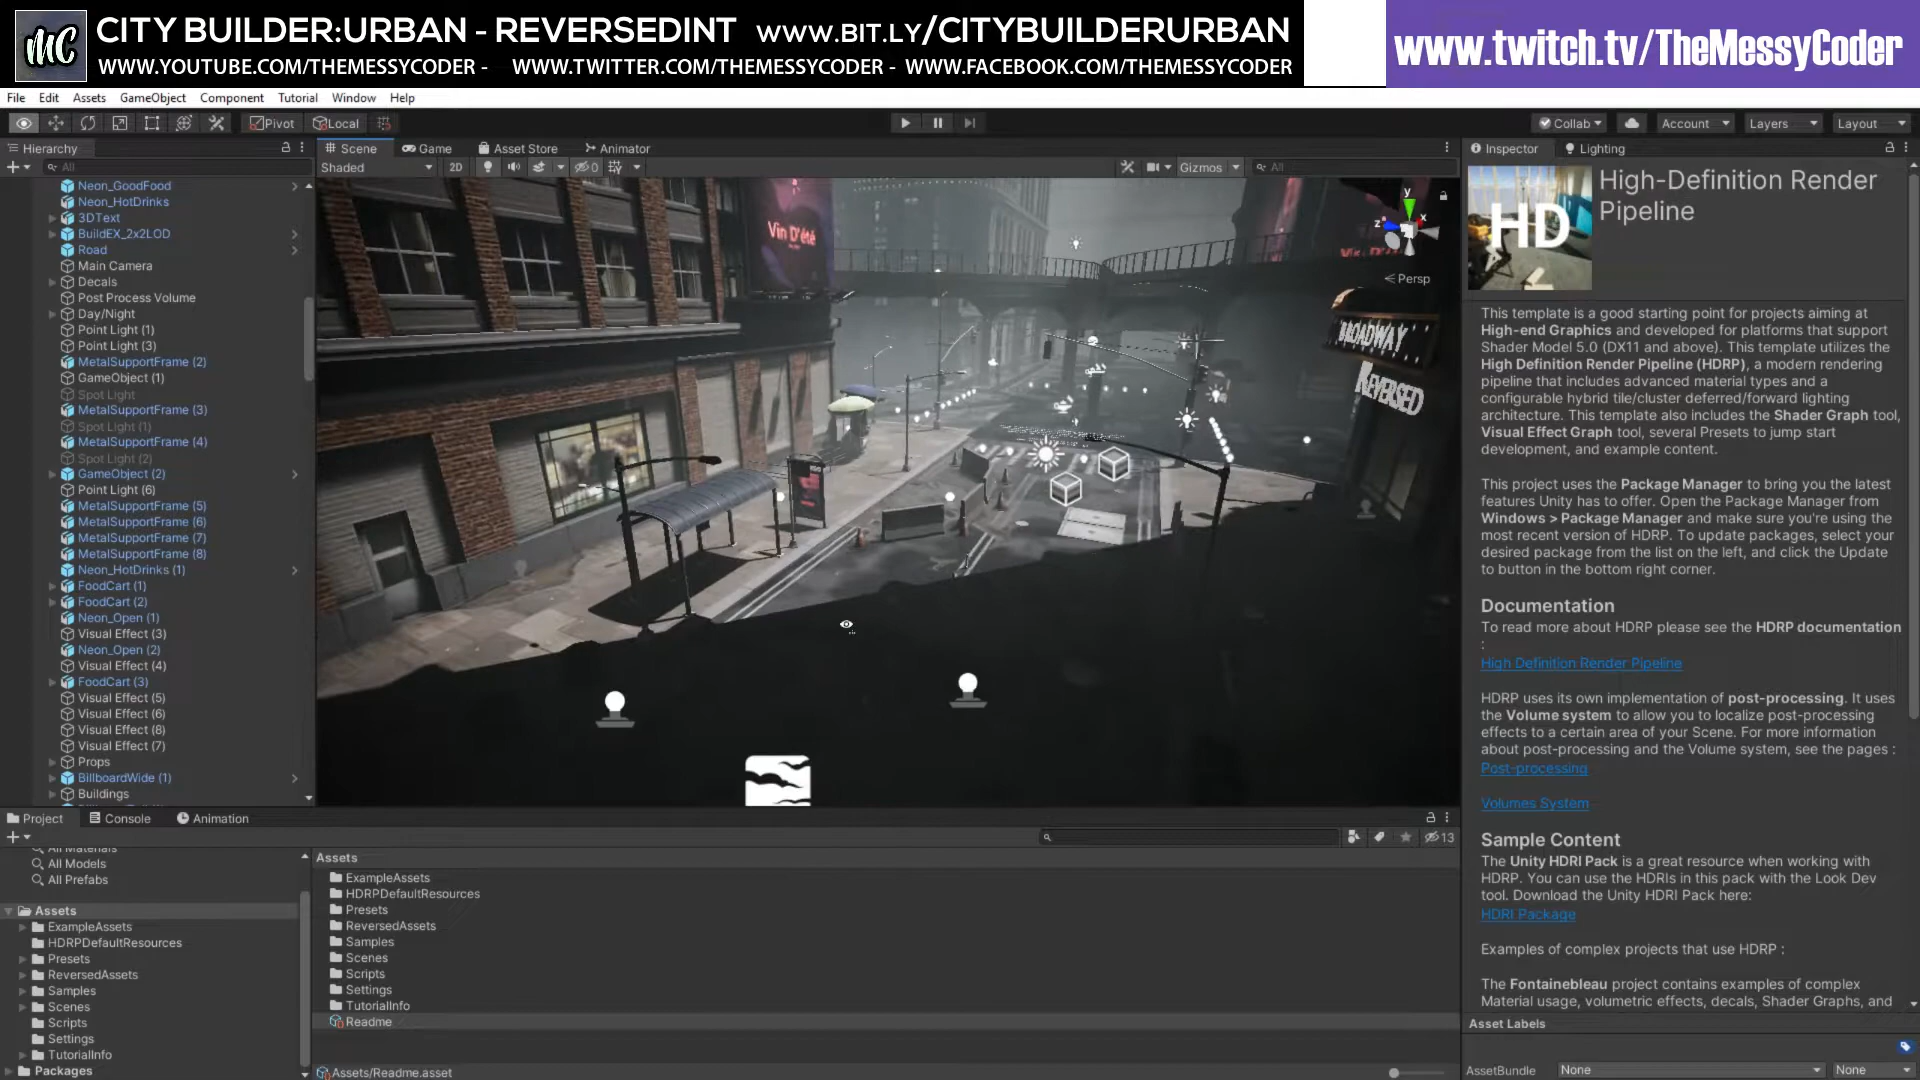 MC
CITY BUILDER:URBAN - REVERSEDINT WWW.BIT.LY/CITYBUILDERURBAN
WWW.YOUTUBE.COM/THEMESSYCODER - WWW.TWITTER.COM/THEMESSYCODER - WWW.FACEBOOK.COM/THEMESSYCODER
www.twitch.tv/TheMessyCoder
File Edit Assets GameObject Component Tutorial Window Help
Pivot Local
Collab Account Layers Layout
Hierarchy
All
Neon_GoodFood
Neon_HotDrinks
3DText
BuildEX_2x2LOD
Road
Main Camera
Decals
Post Process Volume
Day/Night
Point Light (1)
Point Light (3)
MetalSupportFrame (2)
GameObject (1)
Spot Light
MetalSupportFrame (3)
Spot Light (1)
MetalSupportFrame (4)
Spot Light (2)
GameObject (2)
Point Light (6)
MetalSupportFrame (5)
MetalSupportFrame (6)
MetalSupportFrame (7)
MetalSupportFrame (8)
Neon_HotDrinks (1)
FoodCart (1)
FoodCart (2)
Neon_Open (1)
Visual Effect (3)
Neon_Open (2)
Visual Effect (4)
FoodCart (3)
Visual Effect (5)
Visual Effect (6)
Visual Effect (8)
Visual Effect (7)
Props
BillboardWide (1)
Buildings
Scene Game Asset Store Animator
Shaded 2D 0 Gizmos All
Vin D'été
y
x
z
Persp
BROADWAY
REVERSED
Inspector Lighting
HD
High-Definition Render
Pipeline
This template is a good starting point for projects aiming at
High-end Graphics and developed for platforms that support
Shader Model 5.0 (DX11 and above). This template utilizes the
High Definition Render Pipeline (HDRP), a modern rendering
pipeline that includes advanced material types and a
configurable hybrid tile/cluster deferred/forward lighting
architecture. This template also includes the Shader Graph tool,
Visual Effect Graph tool, several Presets to jump start
development, and example content.
This project uses the Package Manager to bring you the latest
features Unity has to offer. Open the Package Manager from
Windows > Package Manager and make sure you're using the
most recent version of HDRP. To update packages, select your
desired package from the list on the left, and click the Update
to button in the bottom right corner.
Documentation
To read more about HDRP please see the HDRP documentation
:
High Definition Render Pipeline
HDRP uses its own implementation of post-processing. It uses
the Volume system to allow you to localize post-processing
effects to a certain area of your Scene. For more information
about post-processing and the Volume system, see the pages :
Post-processing
Volumes System
Sample Content
The Unity HDRI Pack is a great resource when working with
HDRP. You can use the HDRIs in this pack with the Look Dev
tool. Download the Unity HDRI Pack here:
HDRI Package
Examples of complex projects that use HDRP :
The Fontainebleau project contains examples of complex
Material usage, volumetric effects, decals, Shader Graphs, and
Asset Labels
AssetBundle None None
Project Console Animation
13
All Materials
All Models
All Prefabs
Assets
ExampleAssets
HDRPDefaultResources
Presets
ReversedAssets
Samples
Scenes
Scripts
Settings
TutorialInfo
Packages
Assets
ExampleAssets
HDRPDefaultResources
Presets
ReversedAssets
Samples
Scenes
Scripts
Settings
TutorialInfo
Readme
Assets/Readme.asset